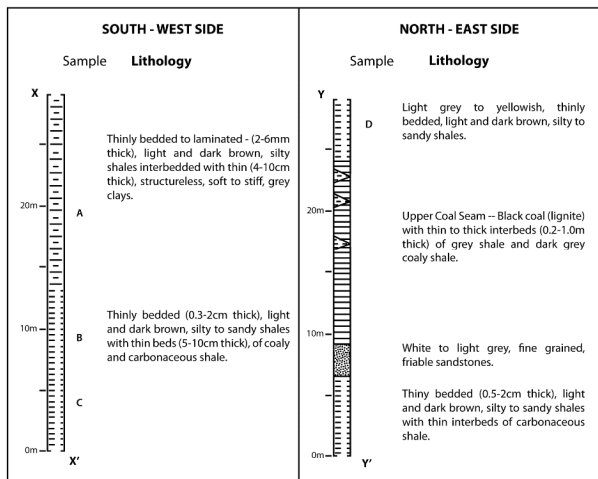 SOUTH - WEST SIDE
Sample Lithology
X
Thinly bedded to laminated - (2-6mm
thick), light and dark brown, silty
shales interbedded with thin (4-10cm
thick), structureless, soft to stiff, grey
clays.
20m
A
Thinly bedded (0.3-2cm thick), light
and dark brown, silty to sandy shales
with thin beds (5-10cm thick), of coaly
and carbonaceous shale.
10m
B
C
0m
X'
NORTH - EAST SIDE
Sample Lithology
Y
D
Light grey to yellowish, thinly
bedded, light and dark brown, silty to
sandy shales.
20m
Upper Coal Seam -- Black coal (lignite)
with thin to thick interbeds (0.2-1.0m
thick) of grey shale and dark grey
coaly shale.
10m
White to light grey, fine grained,
friable sandstones.
Thiny bedded (0.5-2cm thick), light
and dark brown, silty to sandy shales
with thin interbeds of carbonaceous
shale.
0m
Y'